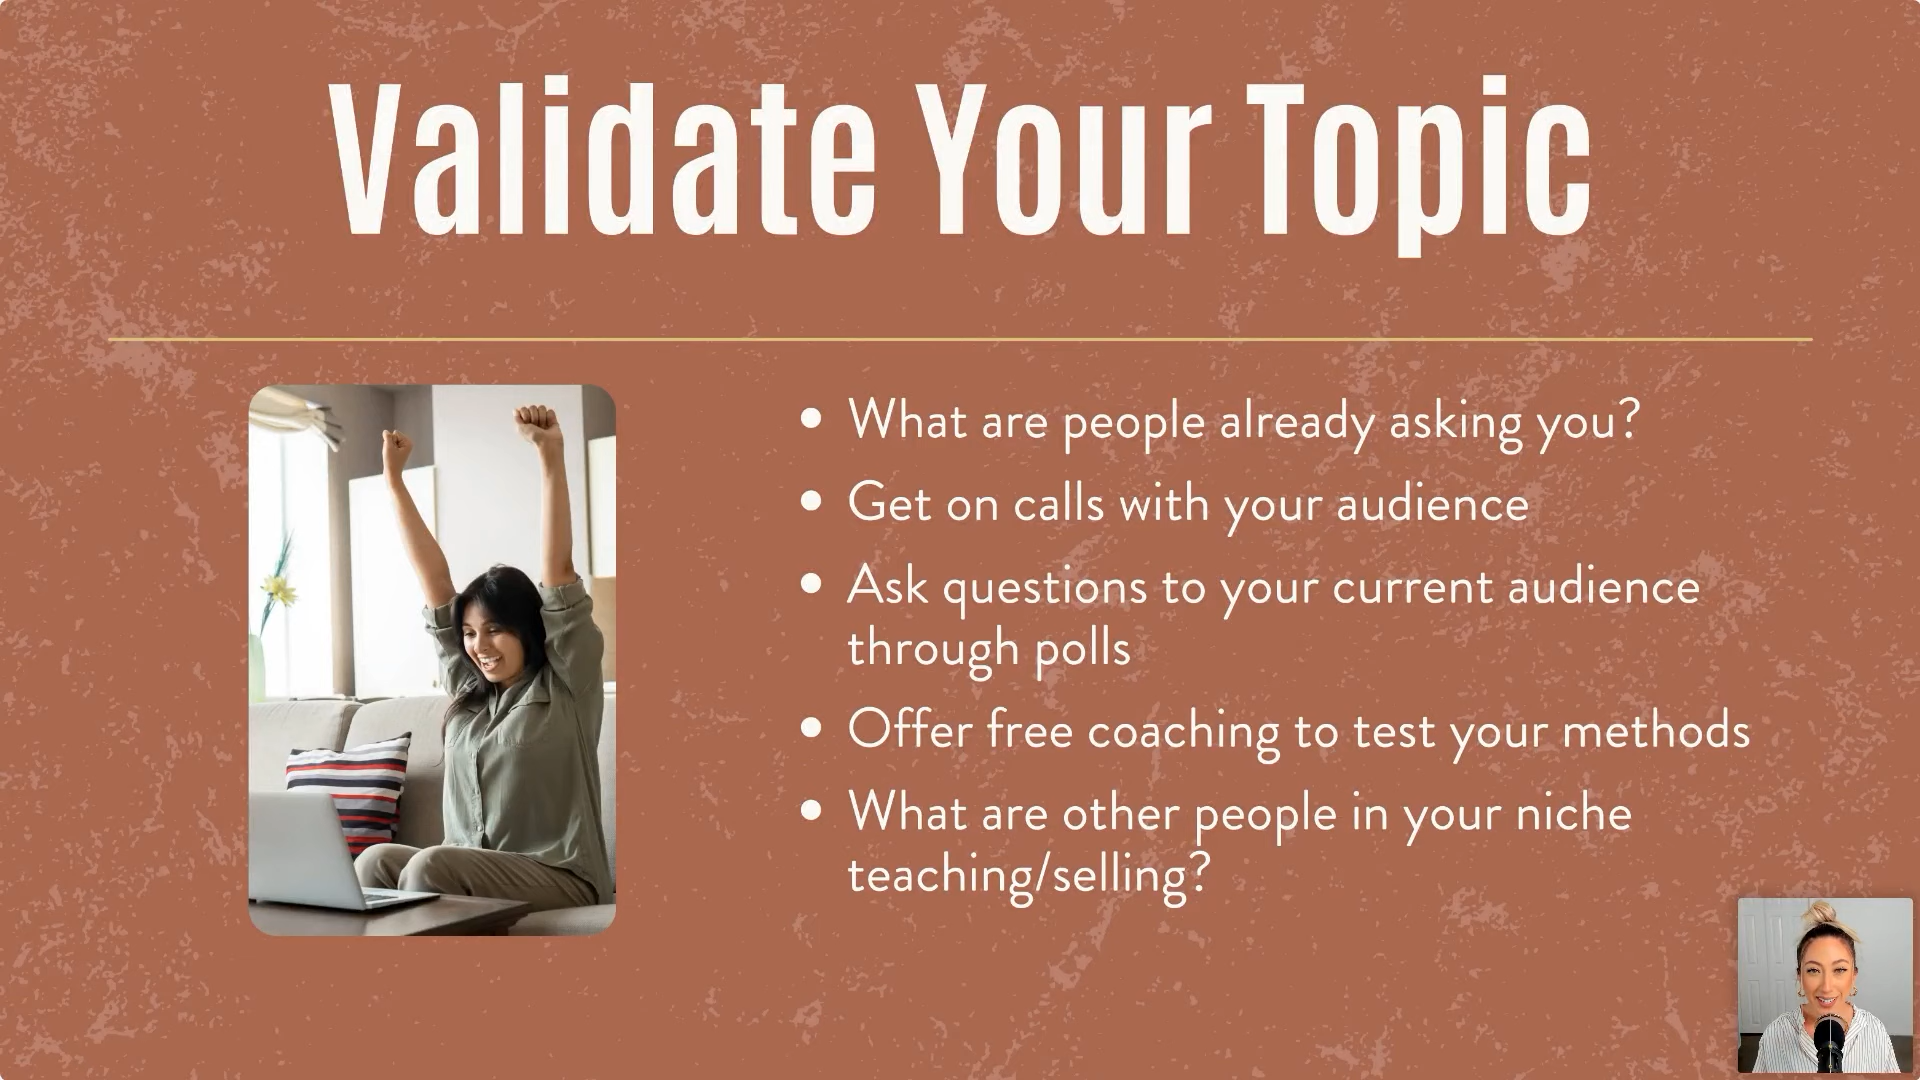 Validate Your Topic
• What are people already asking you?
• Get on calls with your audience
• Ask questions to your current audience
through polls
• Offer free coaching to test your methods
• What are other people in your niche
teaching/selling?